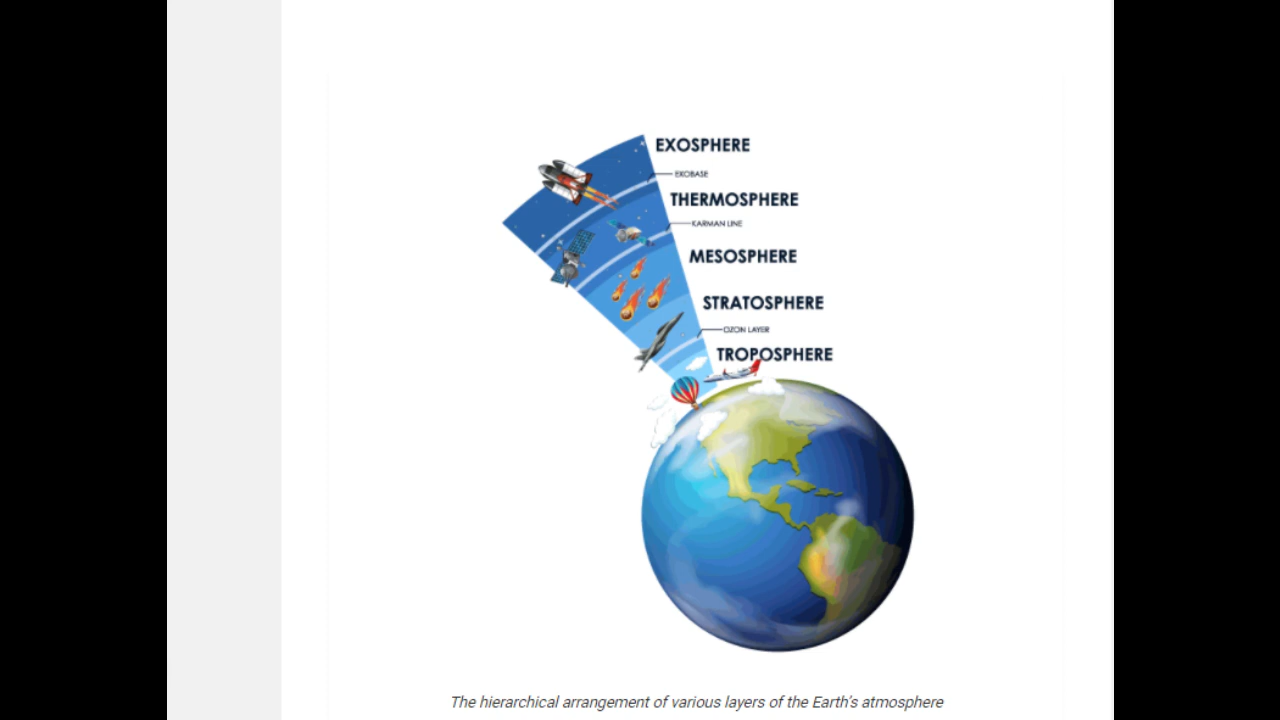 EXOSPHERE
EXOBASE
THERMOSPHERE
KARMAN LINE
MESOSPHERE
STRATOSPHERE
OZON LAYER
TROPOSPHERE
The hierarchical arrangement of various layers of the Earth's atmosphere